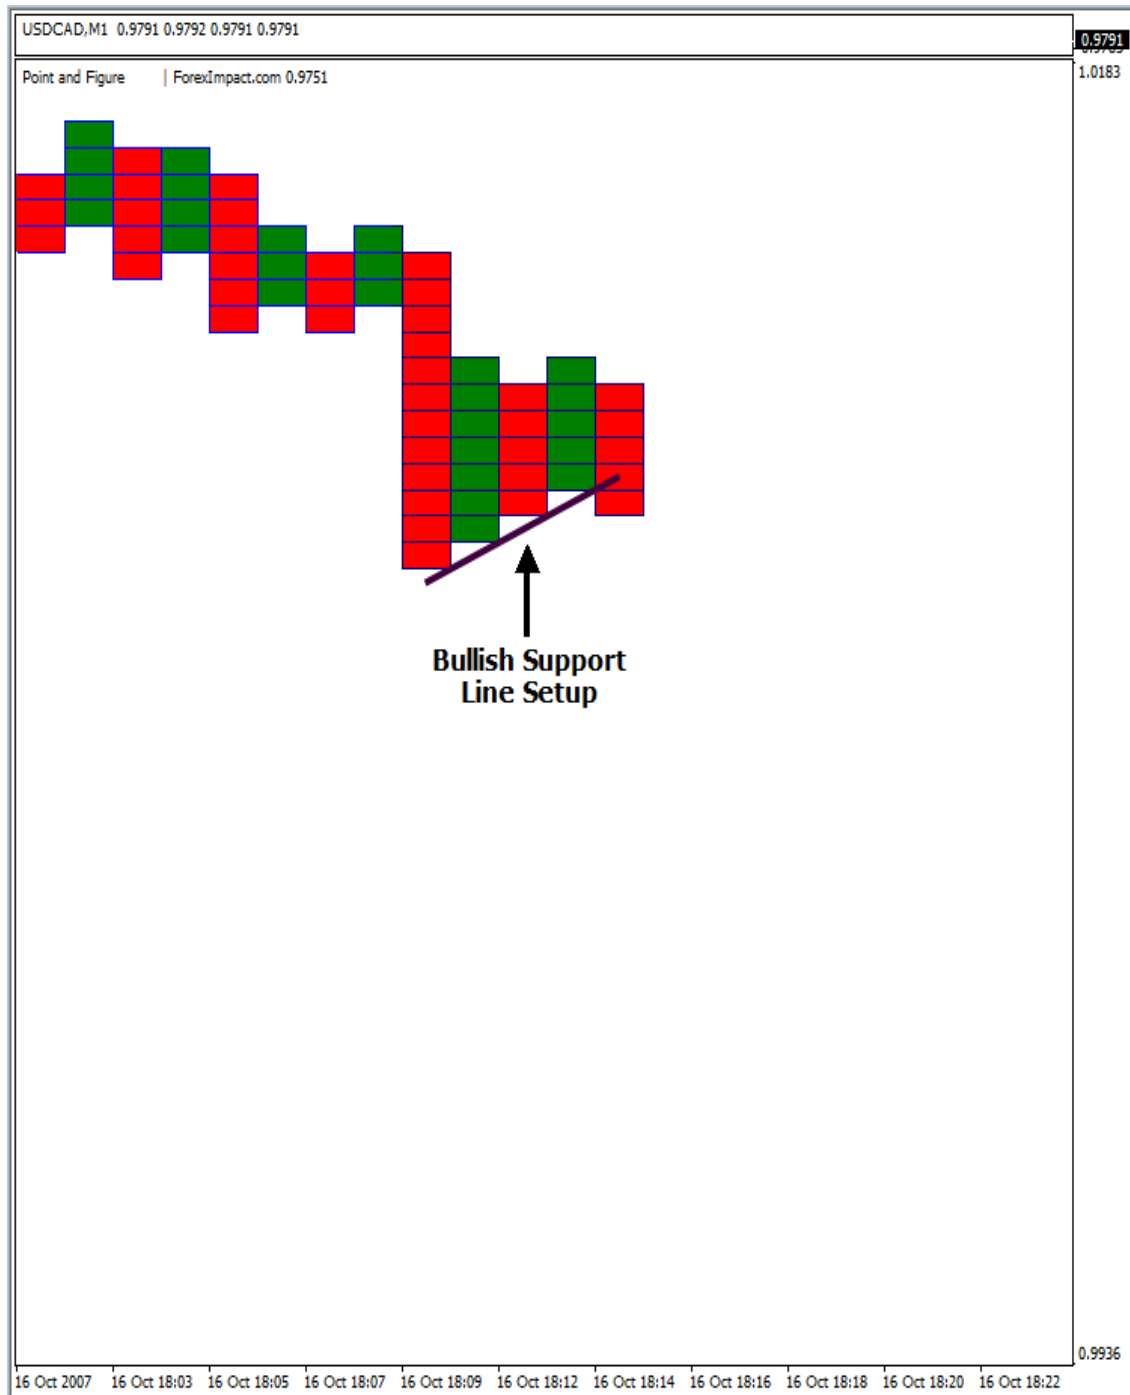 USDCAD,M1 0.9791 0.9792 0.9791 0.9791
0.9791
Point and Figure | ForexImpact.com 0.9751
1.0183
Bullish Support
Line Setup
0.9936
16 Oct 2007 16 Oct 18:03 16 Oct 18:05 16 Oct 18:07 16 Oct 18:09 16 Oct 18:12 16 Oct 18:14 16 Oct 18:16 16 Oct 18:18 16 Oct 18:20 16 Oct 18:22